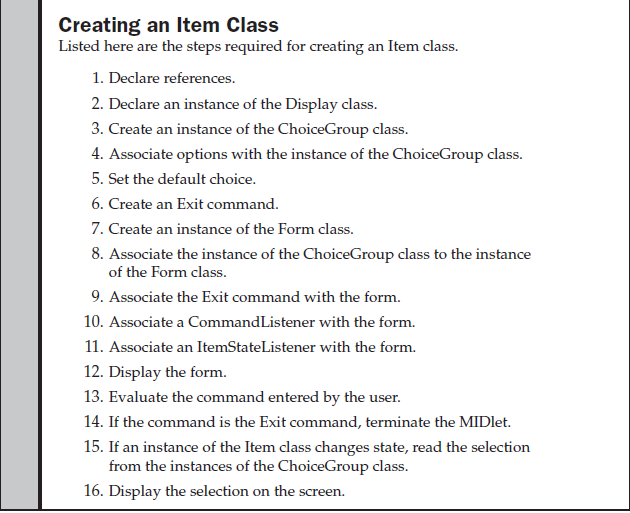 Creating an Item Class
Listed here are the steps required for creating an Item class.
1. Declare references.
2. Declare an instance of the Display class.
3. Create an instance of the ChoiceGroup class.
4. Associate options with the instance of the ChoiceGroup class.
5. Set the default choice.
6. Create an Exit command.
7. Create an instance of the Form class.
8. Associate the instance of the ChoiceGroup class to the instance
of the Form class.
9. Associate the Exit command with the form.
10. Associate a CommandListener with the form.
11. Associate an ItemStateListener with the form.
12. Display the form.
13. Evaluate the command entered by the user.
14. If the command is the Exit command, terminate the MIDlet.
15. If an instance of the Item class changes state, read the selection
from the instances of the ChoiceGroup class.
16. Display the selection on the screen.